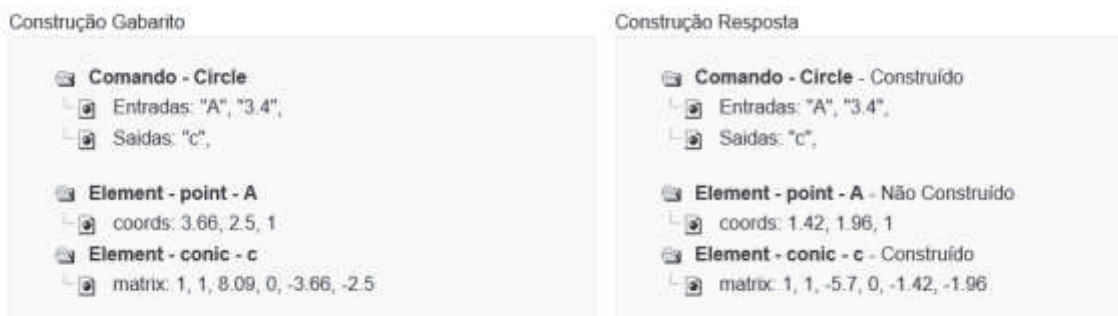 Construção Gabarito
Comando - Circle
Entradas: "A", "3.4",
Saidas: "c",
Element - point - A
coords: 3.66, 2.5, 1
Element - conic - c
matrix: 1, 1, 8.09, 0, -3.66, -2.5
Construção Resposta
Comando - Circle - Construído
Entradas: "A", "3.4",
Saidas: "c",
Element - point - A - Não Construído
coords: 1.42, 1.96, 1
Element - conic - c - Construído
matrix: 1, 1, -5.7, 0, -1.42, -1.96